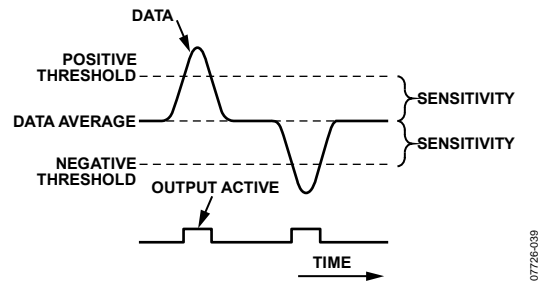 DATA
POSITIVE
THRESHOLD
SENSITIVITY
DATA AVERAGE
SENSITIVITY
NEGATIVE
THRESHOLD
OUTPUT ACTIVE
TIME
07726-039